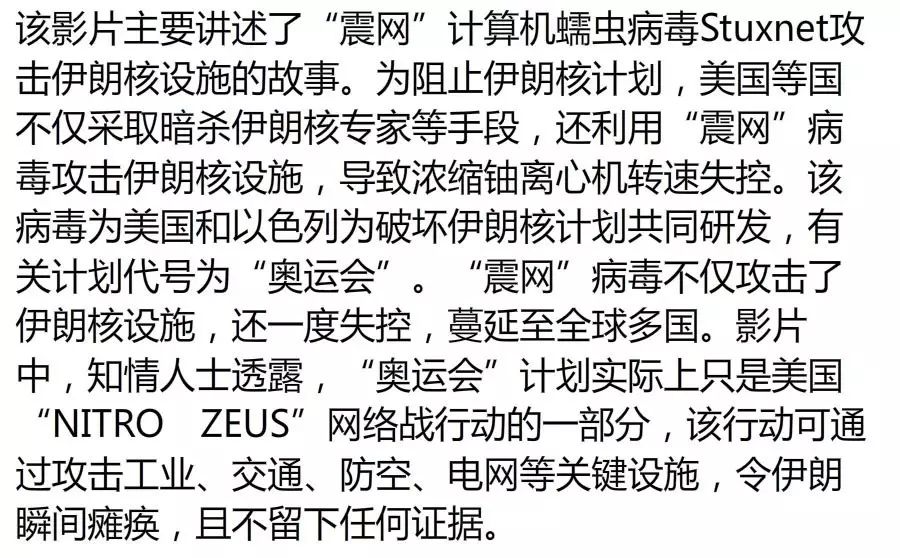 该影片主要讲述了“震网”计算机蠕虫病毒Stuxnet攻
击伊朗核设施的故事。为阻止伊朗核计划，美国等国
不仅采取暗杀伊朗核专家等手段，还利用“震网”病
毒攻击伊朗核设施，导致浓缩铀离心机转速失控。该
病毒为美国和以色列为破坏伊朗核计划共同研发，有
关计划代号为“奥运会”。“震网”病毒不仅攻击了
伊朗核设施，还一度失控，蔓延至全球多国。影片
中，知情人士透露，“奥运会”计划实际上只是美国
“NITRO　ZEUS”网络战行动的一部分，该行动可通
过攻击工业、交通、防空、电网等关键设施，令伊朗
瞬间瘫痪，且不留下任何证据。